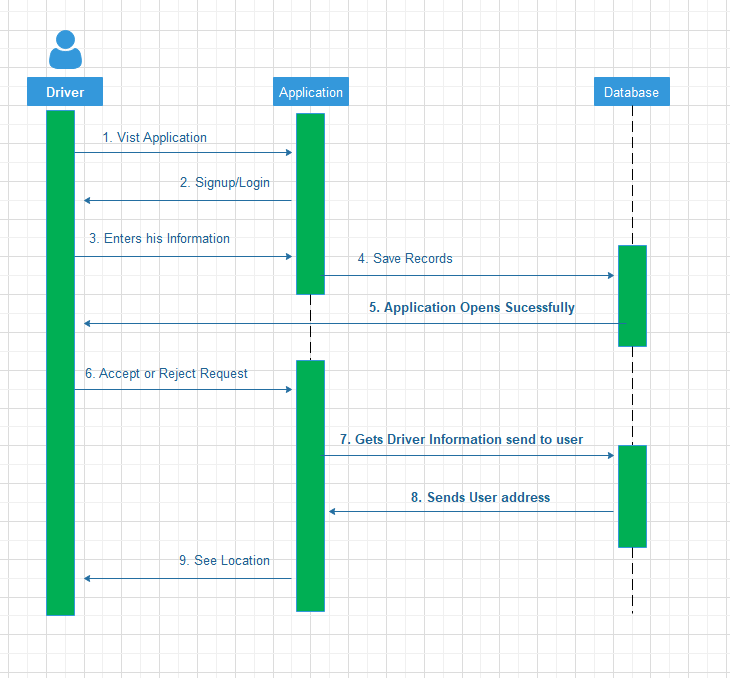 Driver
Application
Database
1. Vist Application
2. Signup/Login
3. Enters his Information
4. Save Records
5. Application Opens Sucessfully
6. Accept or Reject Request
7. Gets Driver Information send to user
8. Sends User address
9. See Location